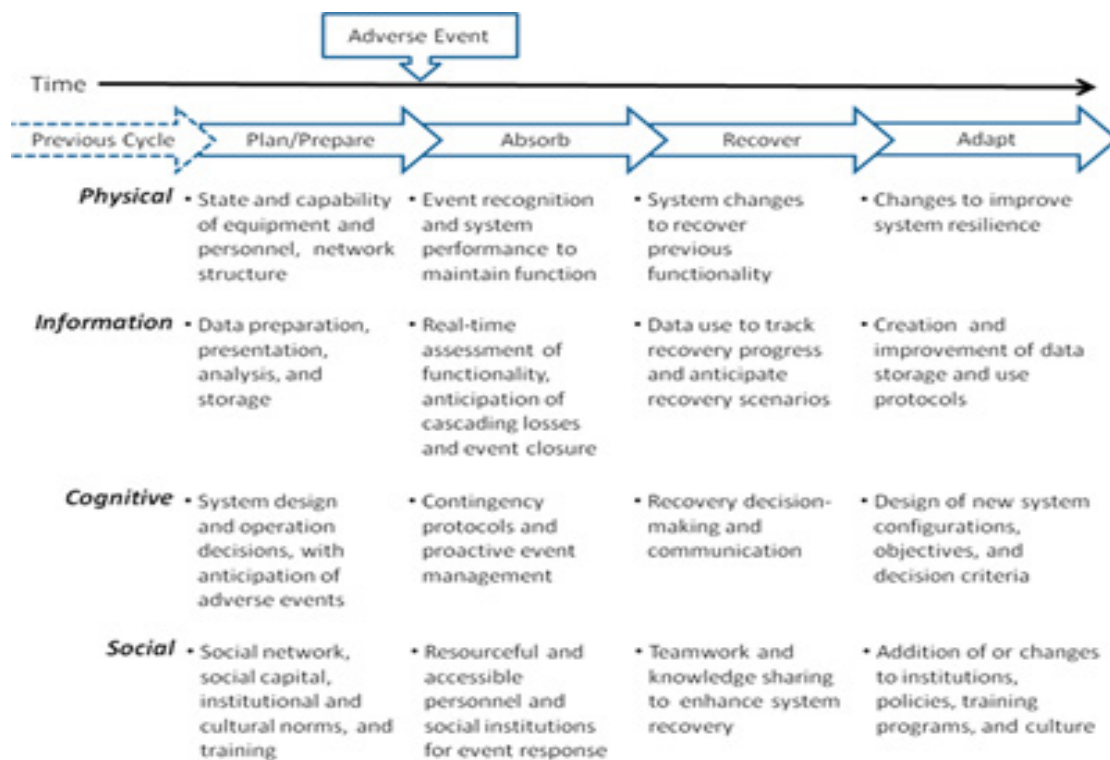 Adverse Event
Time
Previous Cycle
Plan/Prepare
Absorb
Recover
Adapt
Physical
• State and capability
of equipment and
personnel, network
structure
• Event recognition
and system
performance to
maintain function
• System changes
to recover
previous
functionality
• Changes to improve
system resilience
Information
• Data preparation,
presentation,
analysis, and
storage
• Real-time
assessment of
functionality,
anticipation of
cascading losses
and event closure
• Data use to track
recovery progress
and anticipate
recovery scenarios
• Creation and
improvement of data
storage and use
protocols
Cognitive
• System design
and operation
decisions, with
anticipation of
adverse events
• Contingency
protocols and
proactive event
management
• Recovery decision-
making and
communication
• Design of new system
configurations,
objectives, and
decision criteria
Social
• Social network,
social capital,
institutional and
cultural norms, and
training
• Resourceful and
accessible
personnel and
social institutions
for event response
• Teamwork and
knowledge sharing
to enhance system
recovery
• Addition of or changes
to institutions,
policies, training
programs, and culture